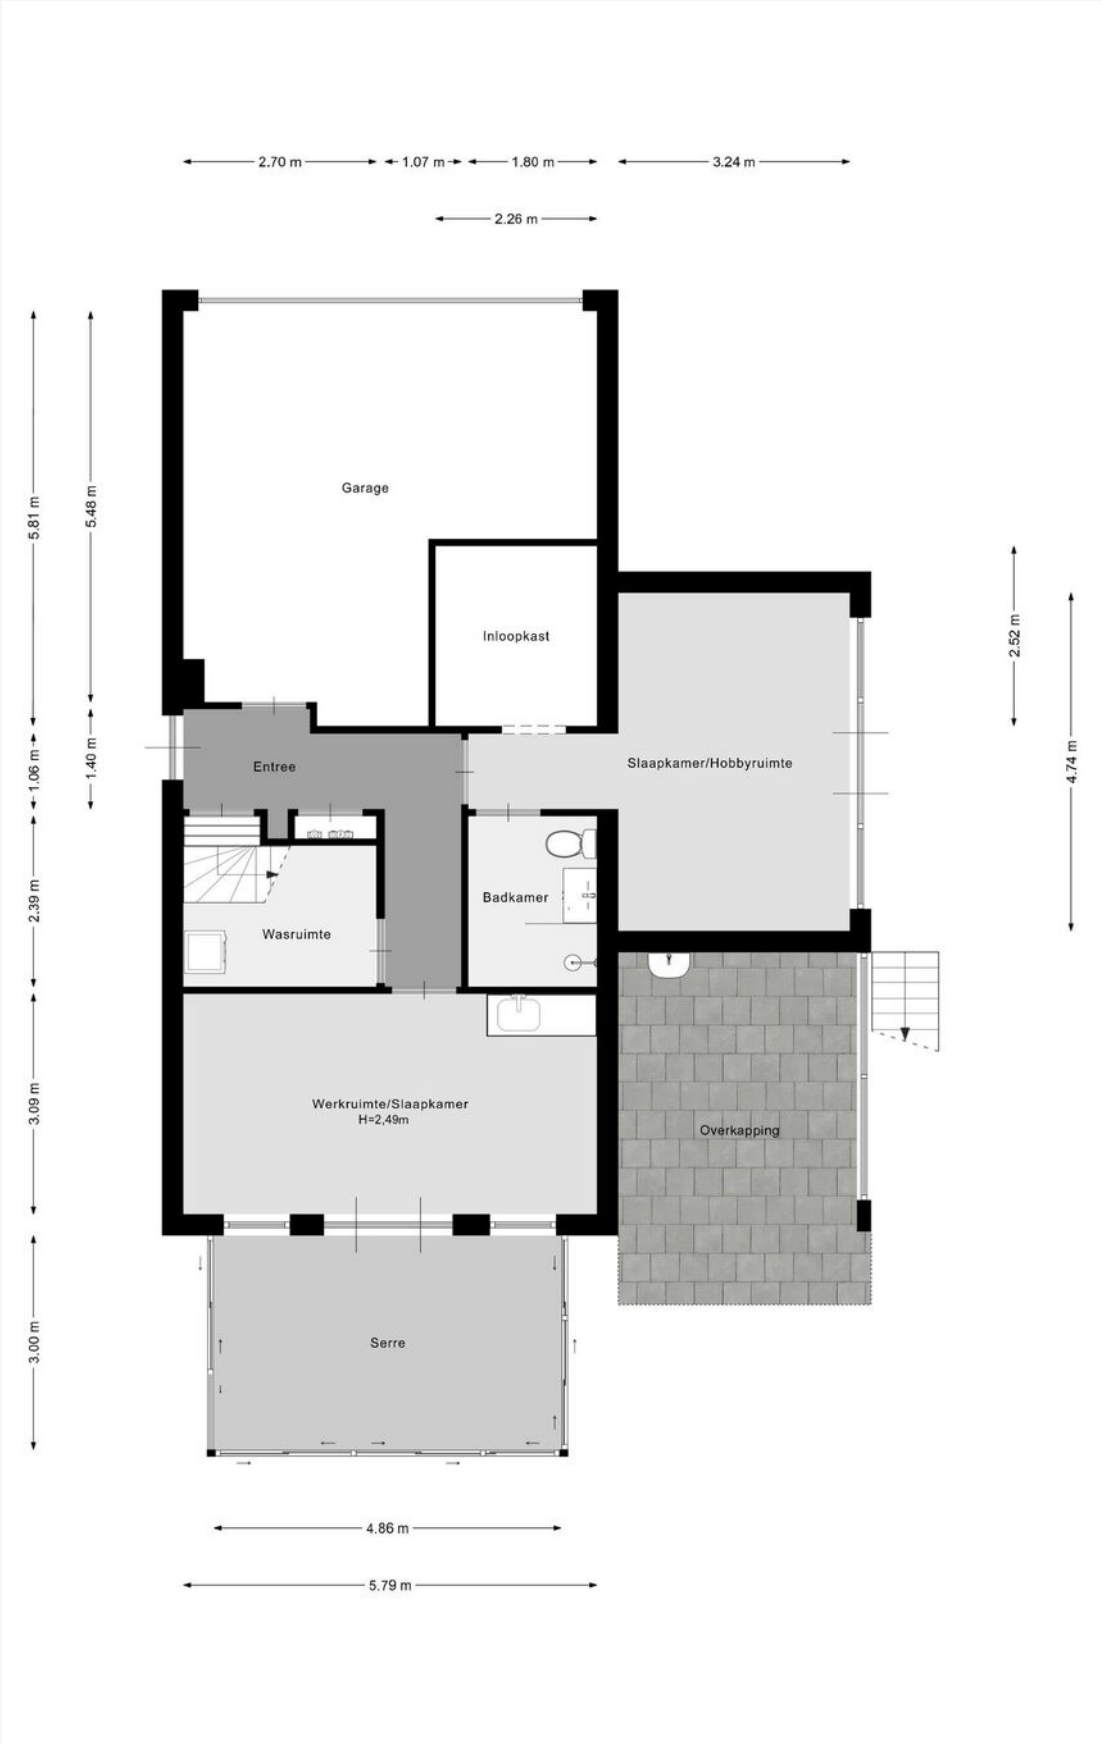 2.70 m
1.07 m
1.80 m
3.24 m
2.26 m
5.81 m
5.48 m
Garage
Inloopkast
2.52 m
4.74 m
1.06 m
1.40 m
Entree
Slaapkamer/Hobbyruimte
2.39 m
Badkamer
Wasruimte
3.09 m
Werkruimte/Slaapkamer
H=2,49m
Overkapping
3.00 m
Serre
4.86 m
5.79 m